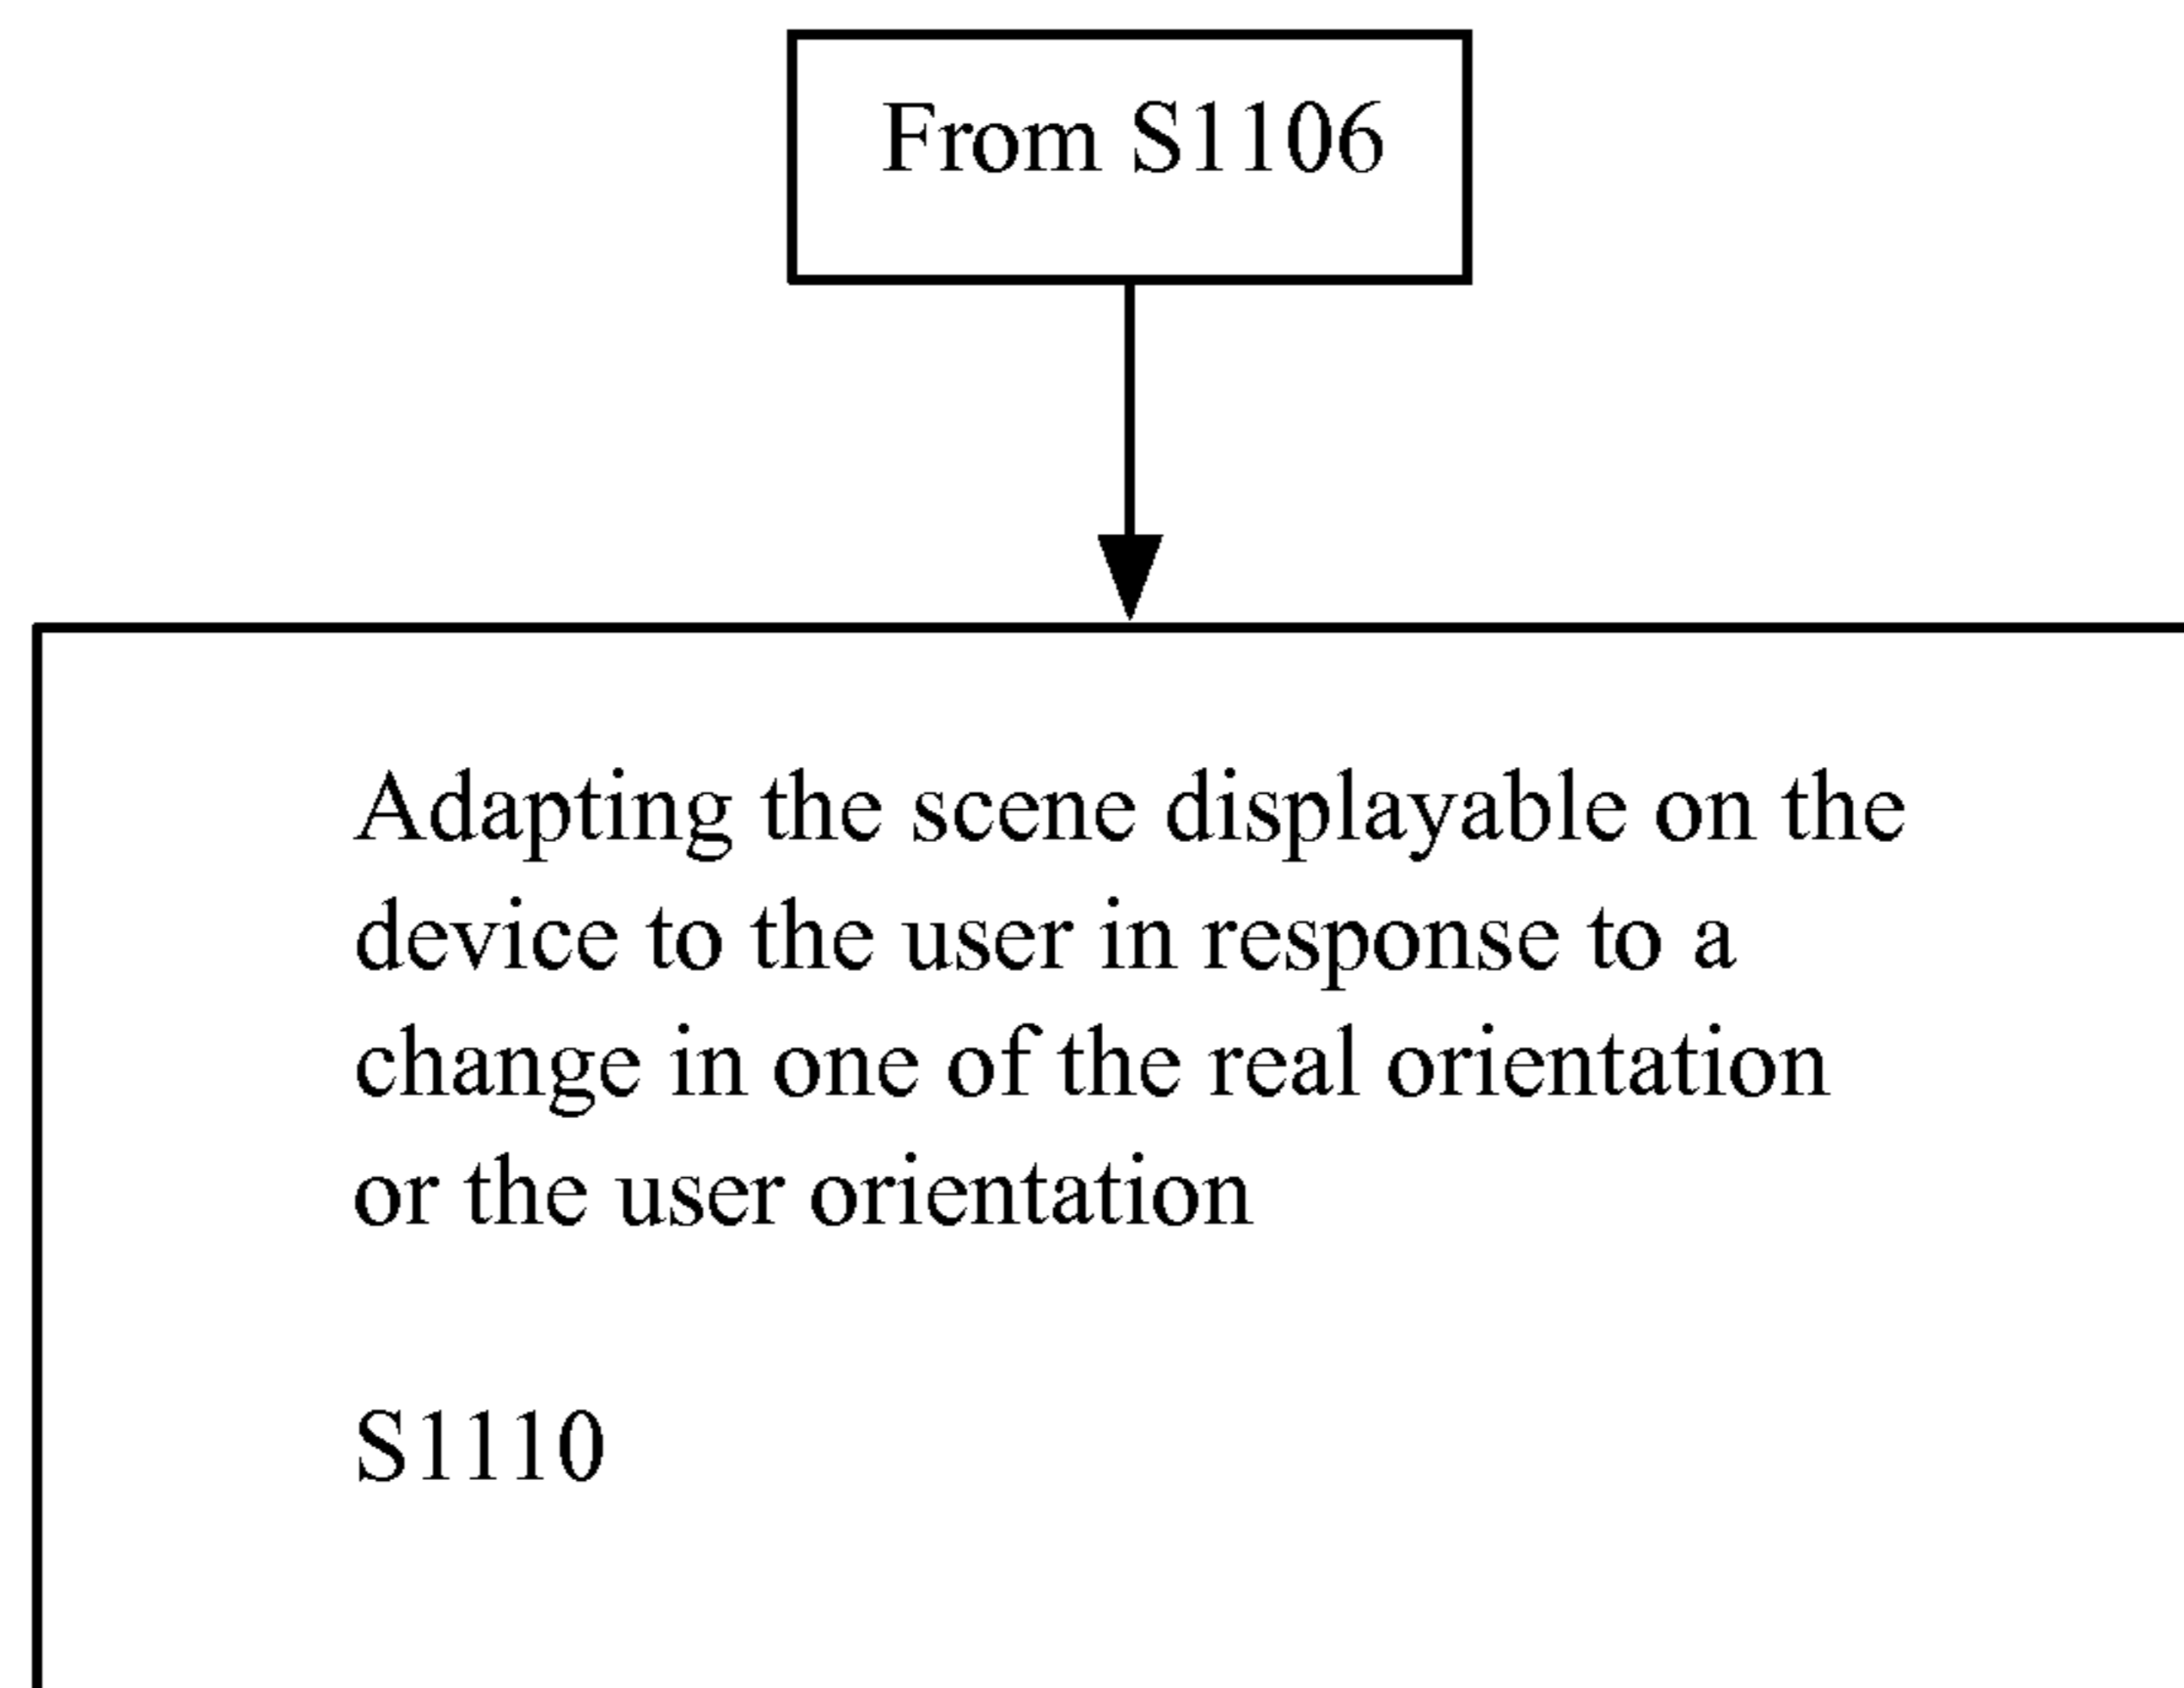 From S1106
Adapting the scene displayable on the
device to the user in response to a
change in one of the real orientation
or the user orientation
S1110